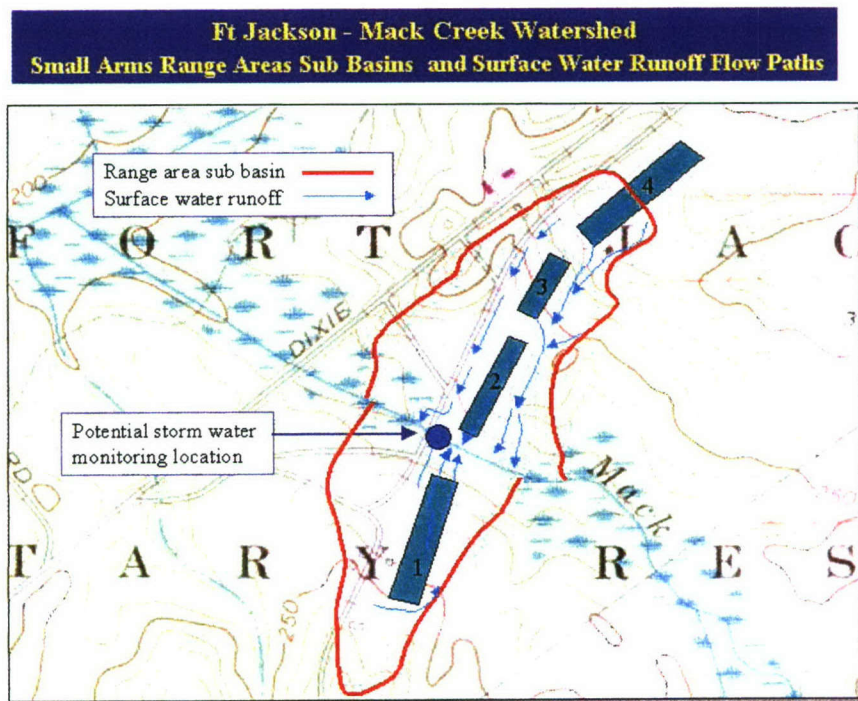 Ft Jackson - Mack Creek Watershed
Small Arms Range Areas Sub Basins and Surface Water Runoff Flow Paths
Range area sub basin
Surface water runoff
200
4
F O R T J A C
3
DIXIE
2
Potential storm water
monitoring location
RD
Mack
T A R Y R E S
1
250